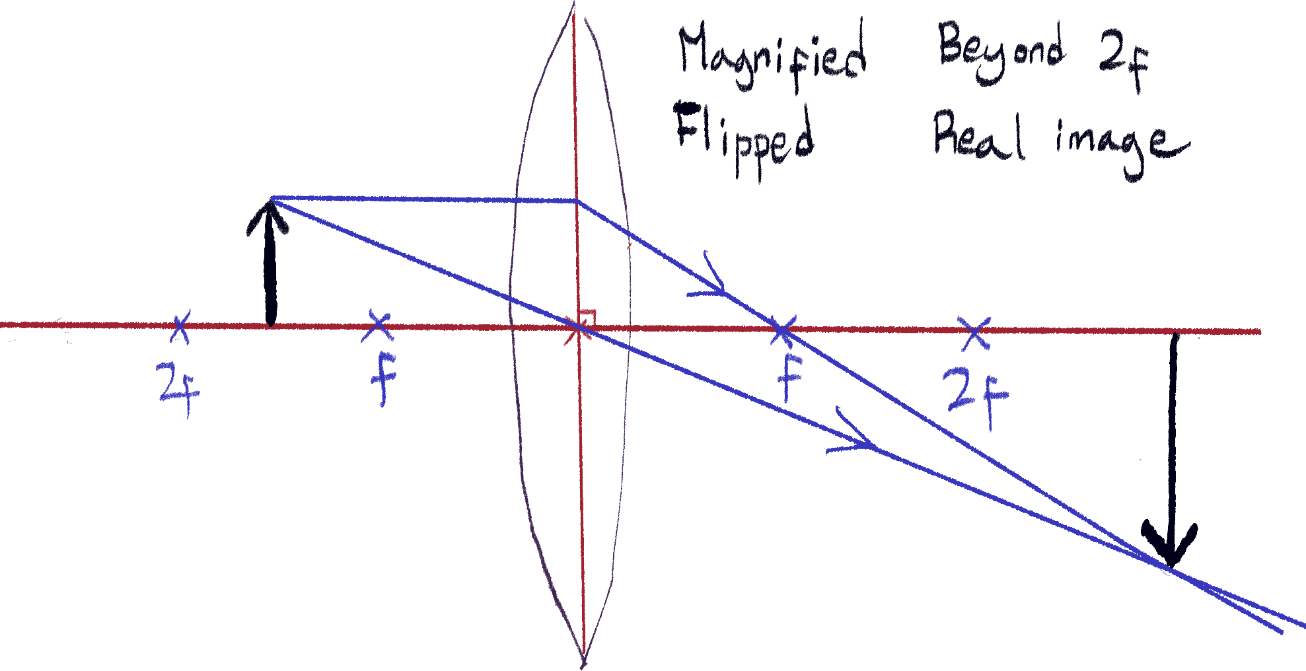 Magnified Beyond 2f
Flipped Real image
2f f f 2f